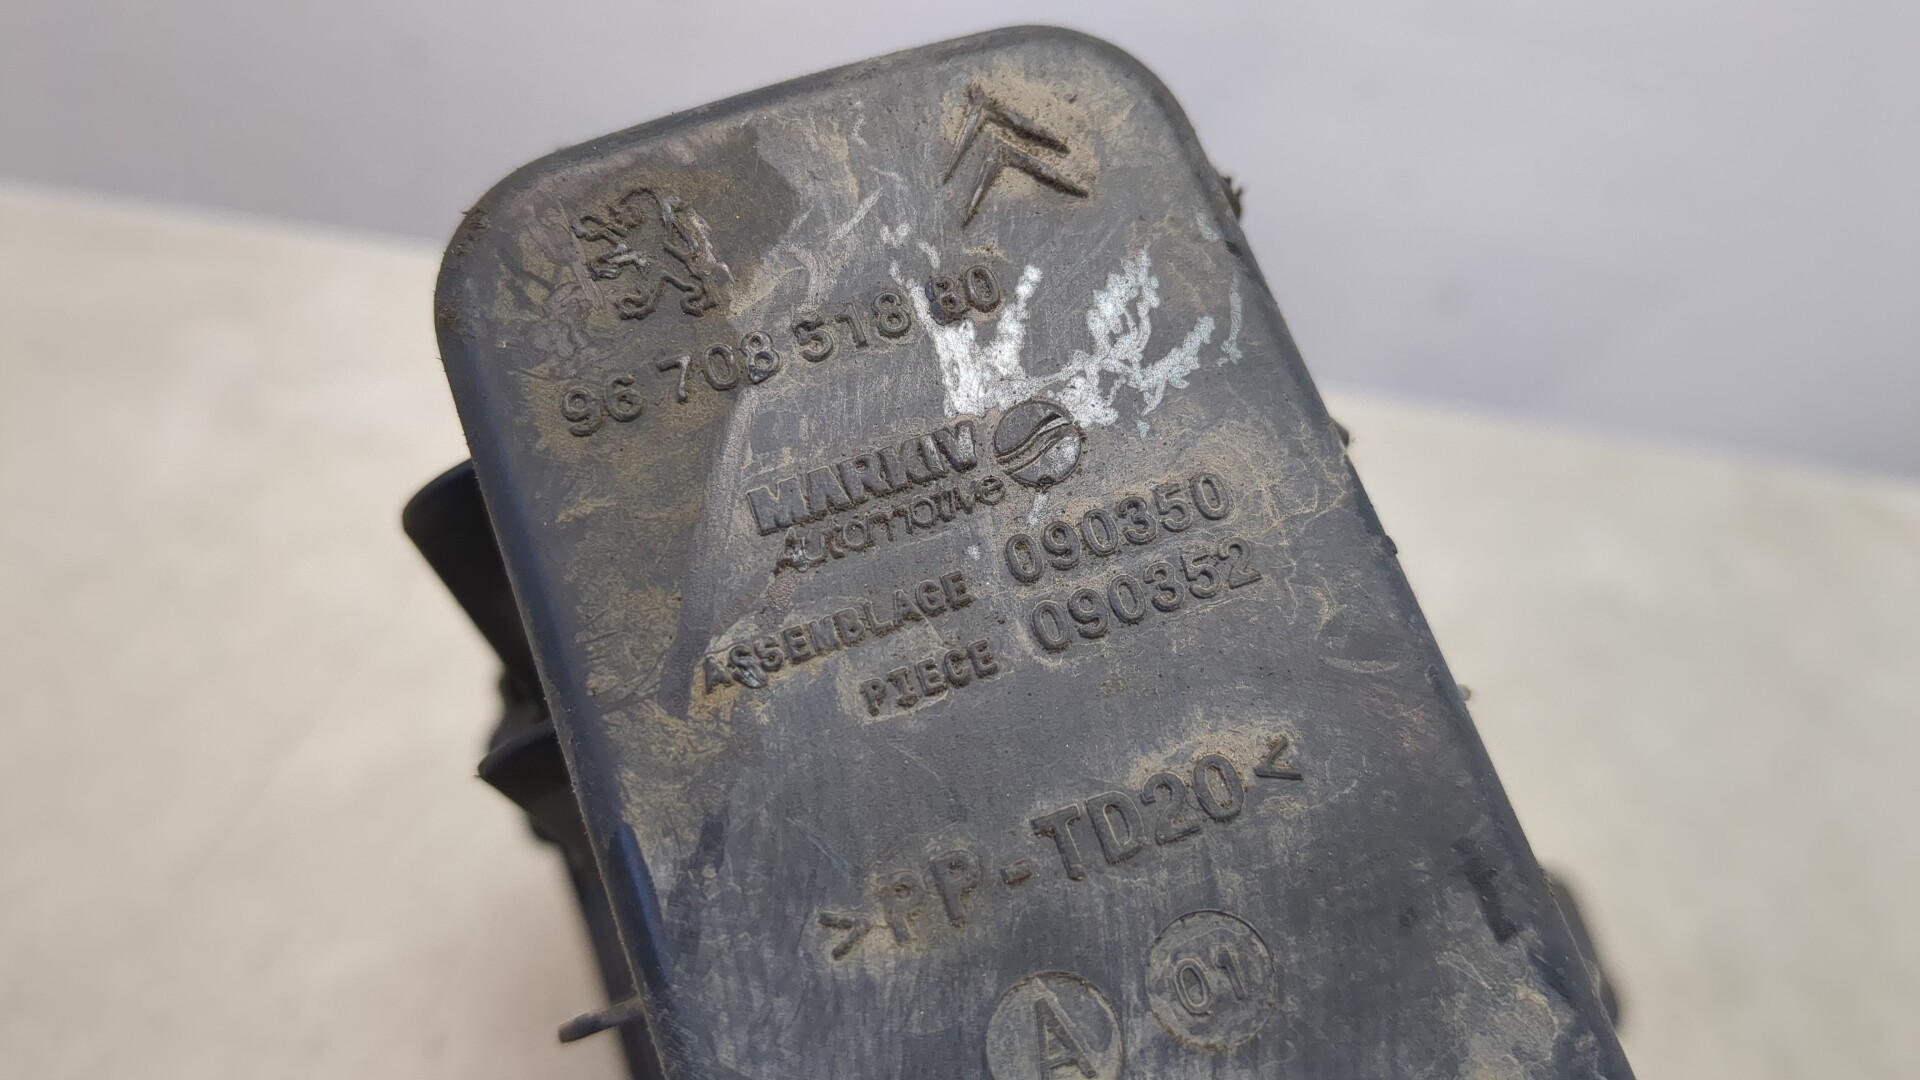 96 708 518 80
MARKIV
Automotive
ASSEMBLAGE 090350
PIECE 090352
>PP-TD20<
01
A